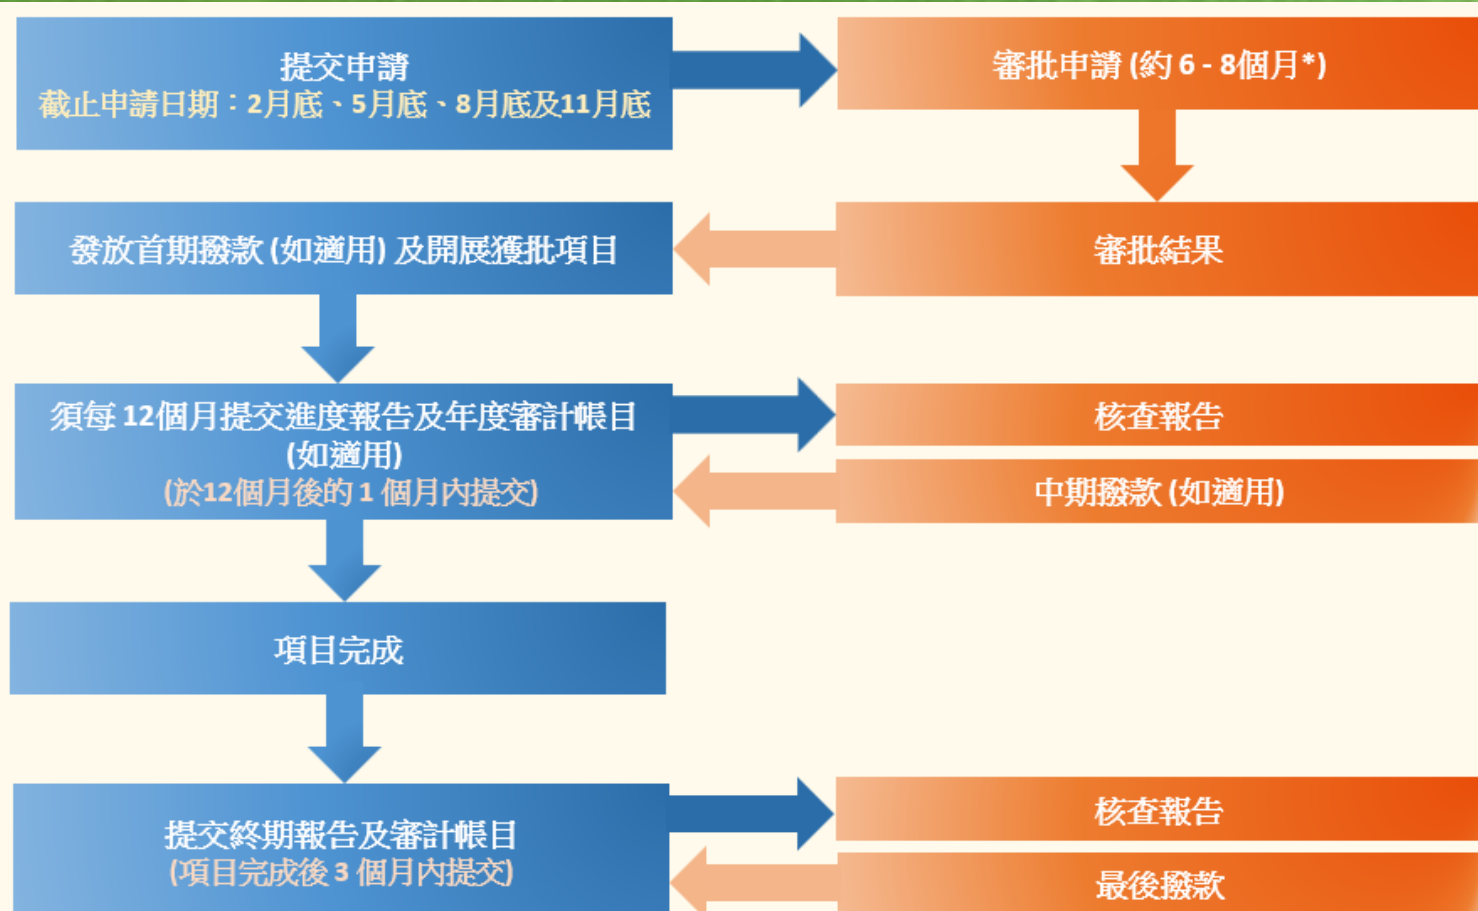 提交申請
截止申請日期：2月底、5月底、8月底及11月底
審批申請 (約 6 - 8個月*)
審批結果
發放首期撥款 (如適用) 及開展獲批項目
須每 12個月提交進度報告及年度審計帳目
(如適用)
(於12個月後的 1 個月內提交)
核查報告
中期撥款 (如適用)
項目完成
提交終期報告及審計帳目
(項目完成後 3 個月內提交)
核查報告
最後撥款